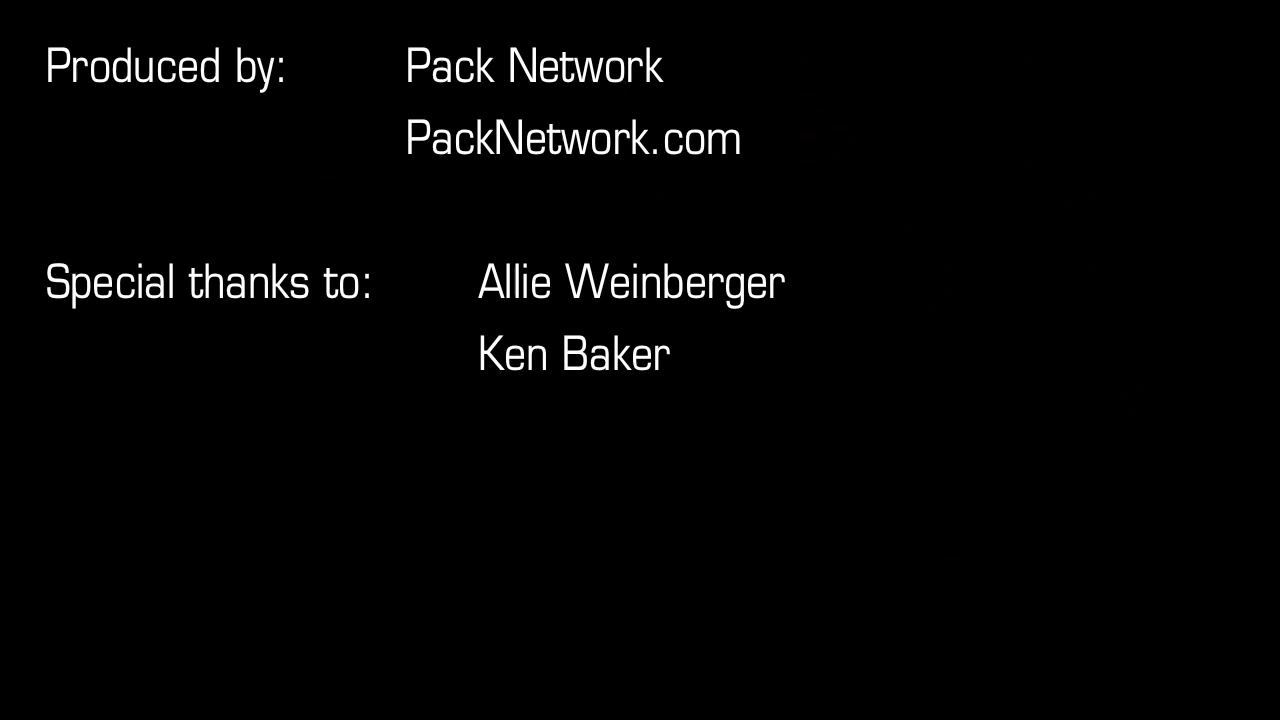 Produced by: Pack Network
PackNetwork.com
Special thanks to: Allie Weinberger
Ken Baker